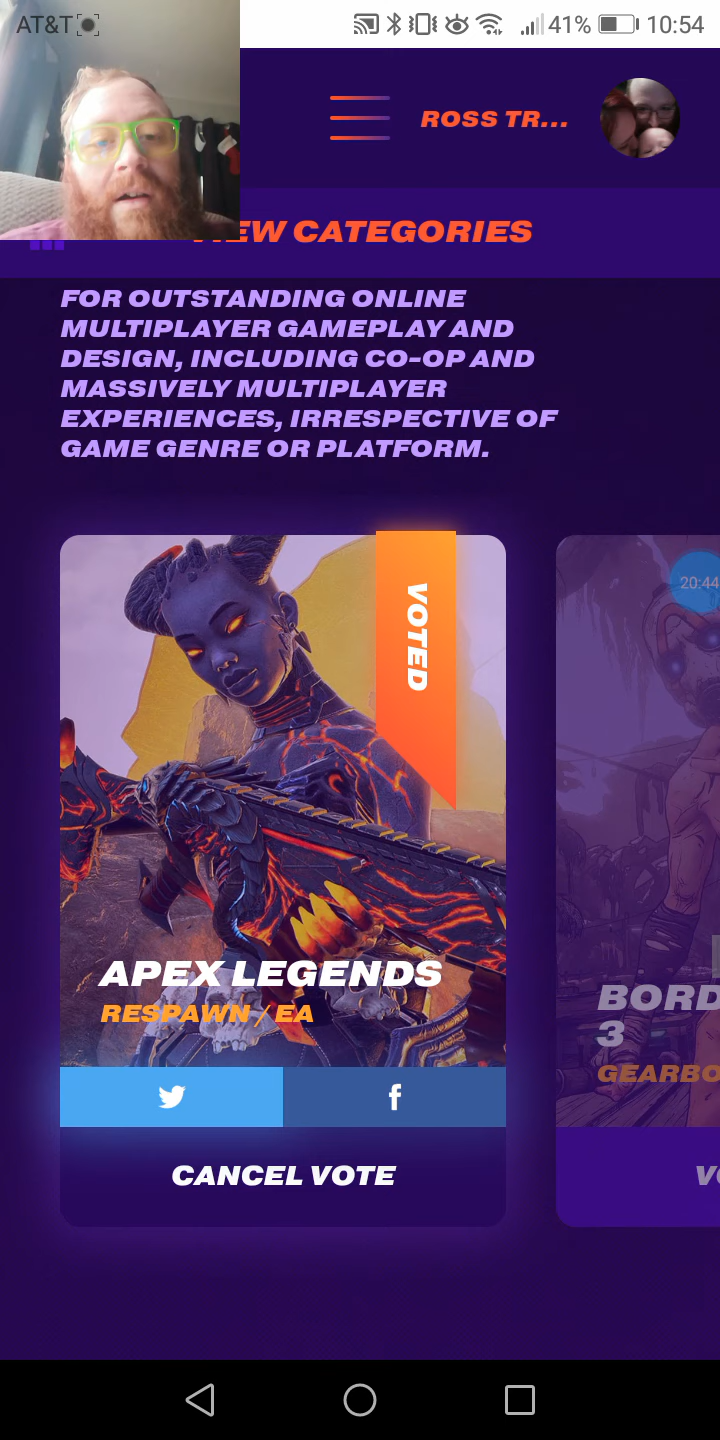 AT&T
41% 10:54
ROSS TR...
VIEW CATEGORIES
FOR OUTSTANDING ONLINE
MULTIPLAYER GAMEPLAY AND
DESIGN, INCLUDING CO-OP AND
MASSIVELY MULTIPLAYER
EXPERIENCES, IRRESPECTIVE OF
GAME GENRE OR PLATFORM.
VOTED
20:44
APEX LEGENDS
RESPAWN / EA
BORD
3
GEARBO
CANCEL VOTE